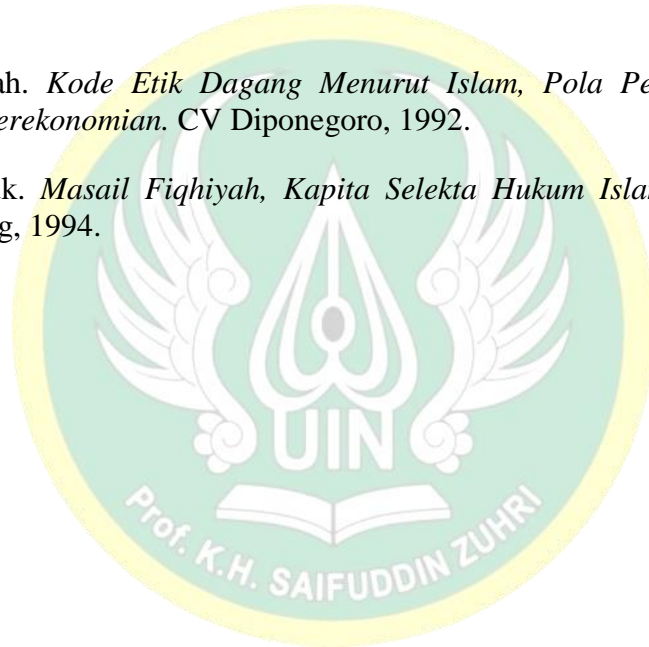 ah. Kode Etik Dagang Menurut Islam, Pola Pe
erekonomian. CV Diponegoro, 1992.
uk. Masail Fiqhiyah, Kapita Selekta Hukum Isla
g, 1994.
UIN
Prof. K.H. SAIFUDDIN ZUHRI